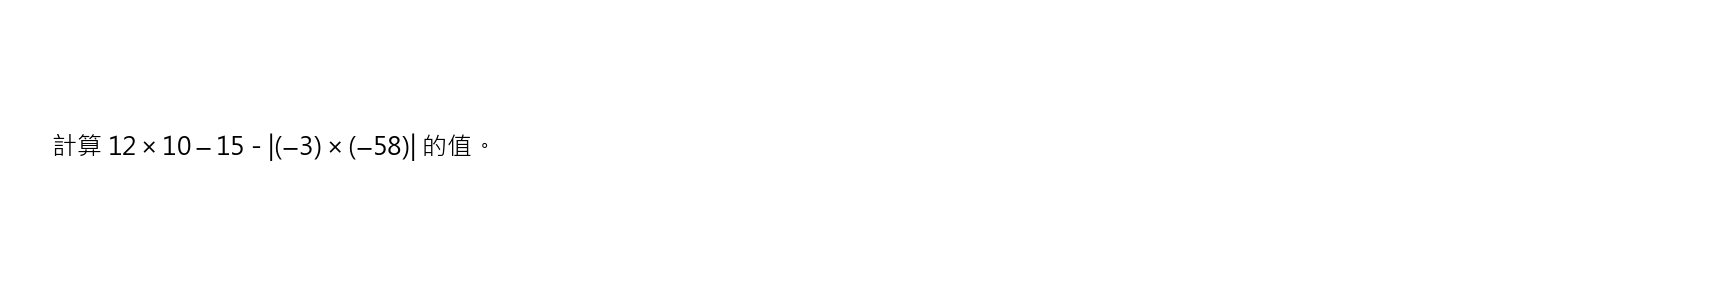 計算 12 × 10 – 15 - |(–3) × (–58)| 的值。